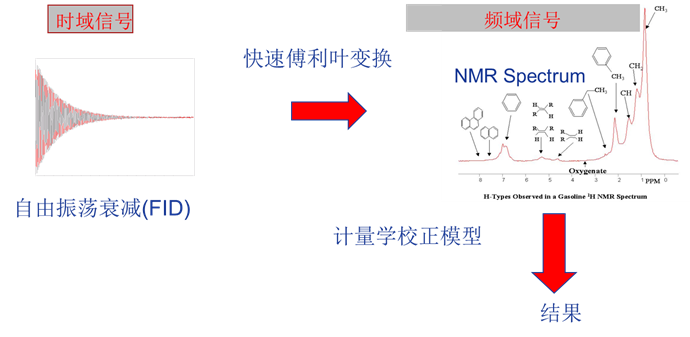 时域信号
频域信号
快速傅利叶变换
NMR Spectrum
CH₃
CH₂
CH₃
CH
CH₃
H R
R H
R R
H H
R H
R
Oxygenate
8 7 6 5 4 3 2 1 PPM 0
H-Types Observed in a Gasoline ¹H NMR Spectrum
自由振荡衰减(FID)
计量学校正模型
结果